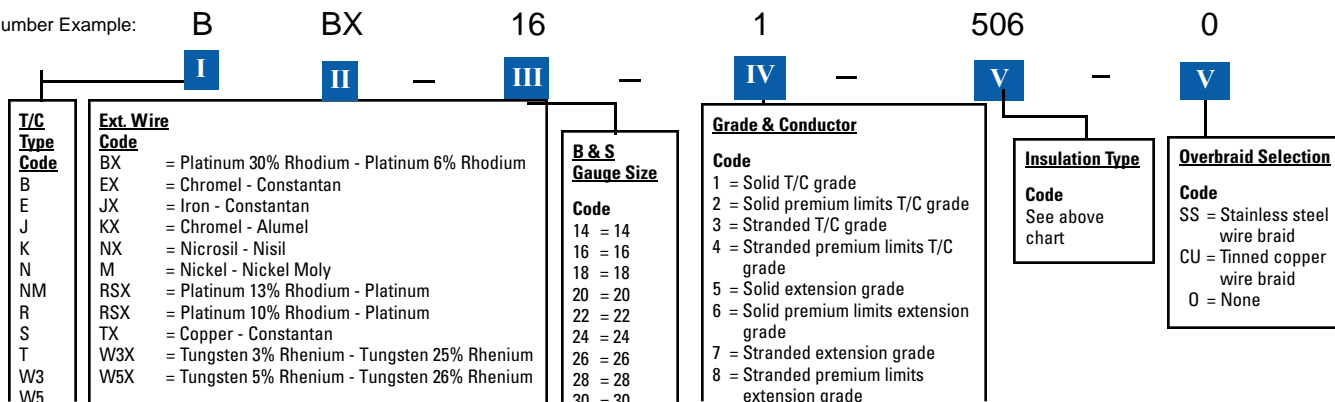 umber Example: B BX 16 1 506 0
I II – III – IV – V – V
T/C
Type
Code
B
E
J
K
N
NM
R
S
T
W3
W5
Ext. Wire
Code
BX = Platinum 30% Rhodium - Platinum 6% Rhodium
EX = Chromel - Constantan
JX = Iron - Constantan
KX = Chromel - Alumel
NX = Nicrosil - Nisil
M = Nickel - Nickel Moly
RSX = Platinum 13% Rhodium - Platinum
RSX = Platinum 10% Rhodium - Platinum
TX = Copper - Constantan
W3X = Tungsten 3% Rhenium - Tungsten 25% Rhenium
W5X = Tungsten 5% Rhenium - Tungsten 26% Rhenium
B & S
Gauge Size
Code
14 = 14
16 = 16
18 = 18
20 = 20
22 = 22
24 = 24
26 = 26
28 = 28
30 = 30
Grade & Conductor
Code
1 = Solid T/C grade
2 = Solid premium limits T/C grade
3 = Stranded T/C grade
4 = Stranded premium limits T/C
grade
5 = Solid extension grade
6 = Solid premium limits extension
grade
7 = Stranded extension grade
8 = Stranded premium limits
extension grade
Insulation Type
Code
See above
chart
Overbraid Selection
Code
SS = Stainless steel
wire braid
CU = Tinned copper
wire braid
0 = None